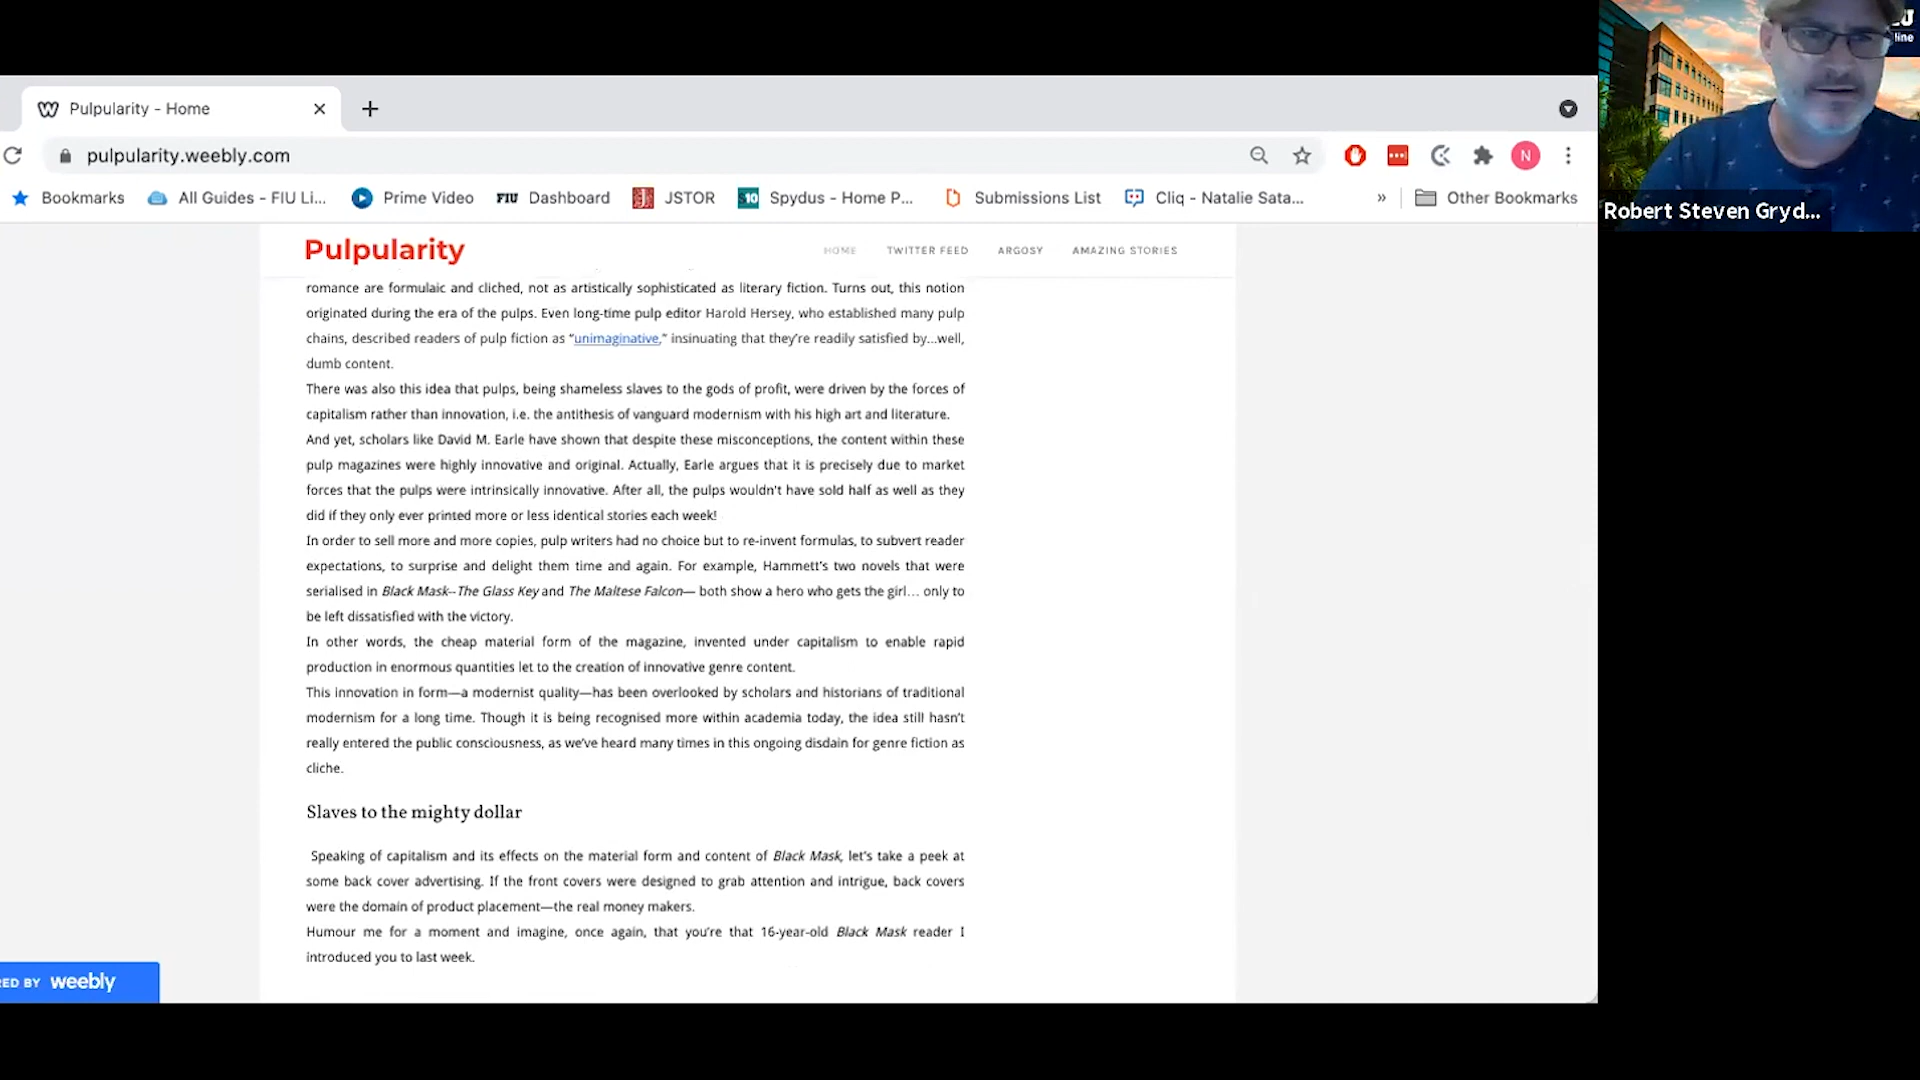 Pulpularity - Home
pulpularity.weebly.com
N
Bookmarks
All Guides - FIU Li...
Prime Video
FIU Dashboard
JSTOR
Spydus - Home P...
Submissions List
Cliq - Natalie Sata...
»
Other Bookmarks
Robert Steven Gryd...
Pulpularity
HOME
TWITTER FEED
ARGOSY
AMAZING STORIES
romance are formulaic and cliched, not as artistically sophisticated as literary fiction. Turns out, this notion
originated during the era of the pulps. Even long-time pulp editor Harold Hersey, who established many pulp
chains, described readers of pulp fiction as “unimaginative,” insinuating that they’re readily satisfied by...well,
dumb content.
There was also this idea that pulps, being shameless slaves to the gods of profit, were driven by the forces of
capitalism rather than innovation, i.e. the antithesis of vanguard modernism with his high art and literature.
And yet, scholars like David M. Earle have shown that despite these misconceptions, the content within these
pulp magazines were highly innovative and original. Actually, Earle argues that it is precisely due to market
forces that the pulps were intrinsically innovative. After all, the pulps wouldn't have sold half as well as they
did if they only ever printed more or less identical stories each week!
In order to sell more and more copies, pulp writers had no choice but to re-invent formulas, to subvert reader
expectations, to surprise and delight them time and again. For example, Hammett’s two novels that were
serialised in Black Mask--The Glass Key and The Maltese Falcon— both show a hero who gets the girl… only to
be left dissatisfied with the victory.
In other words, the cheap material form of the magazine, invented under capitalism to enable rapid
production in enormous quantities let to the creation of innovative genre content.
This innovation in form—a modernist quality—has been overlooked by scholars and historians of traditional
modernism for a long time. Though it is being recognised more within academia today, the idea still hasn’t
really entered the public consciousness, as we’ve heard many times in this ongoing disdain for genre fiction as
cliche.
Slaves to the mighty dollar
Speaking of capitalism and its effects on the material form and content of Black Mask, let’s take a peek at
some back cover advertising. If the front covers were designed to grab attention and intrigue, back covers
were the domain of product placement—the real money makers.
Humour me for a moment and imagine, once again, that you’re that 16-year-old Black Mask reader I
introduced you to last week.
RED BY weebly